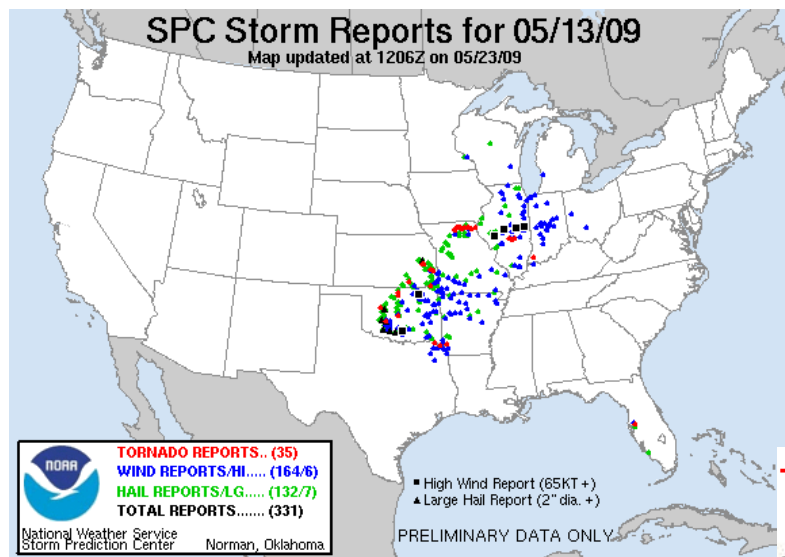 SPC Storm Reports for 05/13/09
Map updated at 1206Z on 05/23/09
NOAA
TORNADO REPORTS.. (35)
WIND REPORTS/HI..... (164/6)
HAIL REPORTS/LG..... (132/7)
TOTAL REPORTS....... (331)
National Weather Service
Storm Prediction Center Norman, Oklahoma
High Wind Report (65KT +)
Large Hail Report (2" dia. +)
PRELIMINARY DATA ONLY